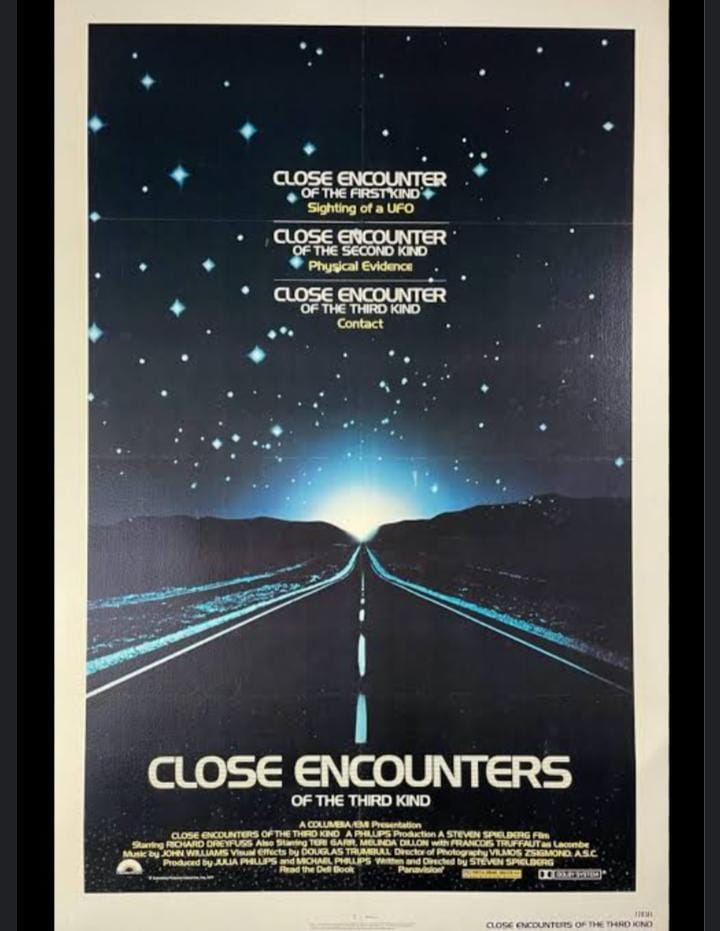 CLOSE ENCOUNTER
OF THE FIRST KIND
Sighting of a UFO
CLOSE ENCOUNTER
OF THE SECOND KIND
Physical Evidence
CLOSE ENCOUNTER
OF THE THIRD KIND
Contact
CLOSE ENCOUNTERS
OF THE THIRD KIND
A COLUMBIA/EMI Presentation
CLOSE ENCOUNTERS OF THE THIRD KIND A PHILLIPS Production A STEVEN SPIELBERG Film
Starring RICHARD DREYFUSS Also Starring TERI GARR, MELINDA DILLON with FRANCOIS TRUFFAUT as Lacombe
Music by JOHN WILLIAMS Visual Effects by DOUGLAS TRUMBULL Director of Photography VILMOS ZSIGMOND, A.S.C.
Produced by JULIA PHILLIPS and MICHAEL PHILLIPS Written and Directed by STEVEN SPIELBERG
Read the Dell Book Panavision® DOLBY SYSTEM®
CLOSE ENCOUNTERS OF THE THIRD KIND